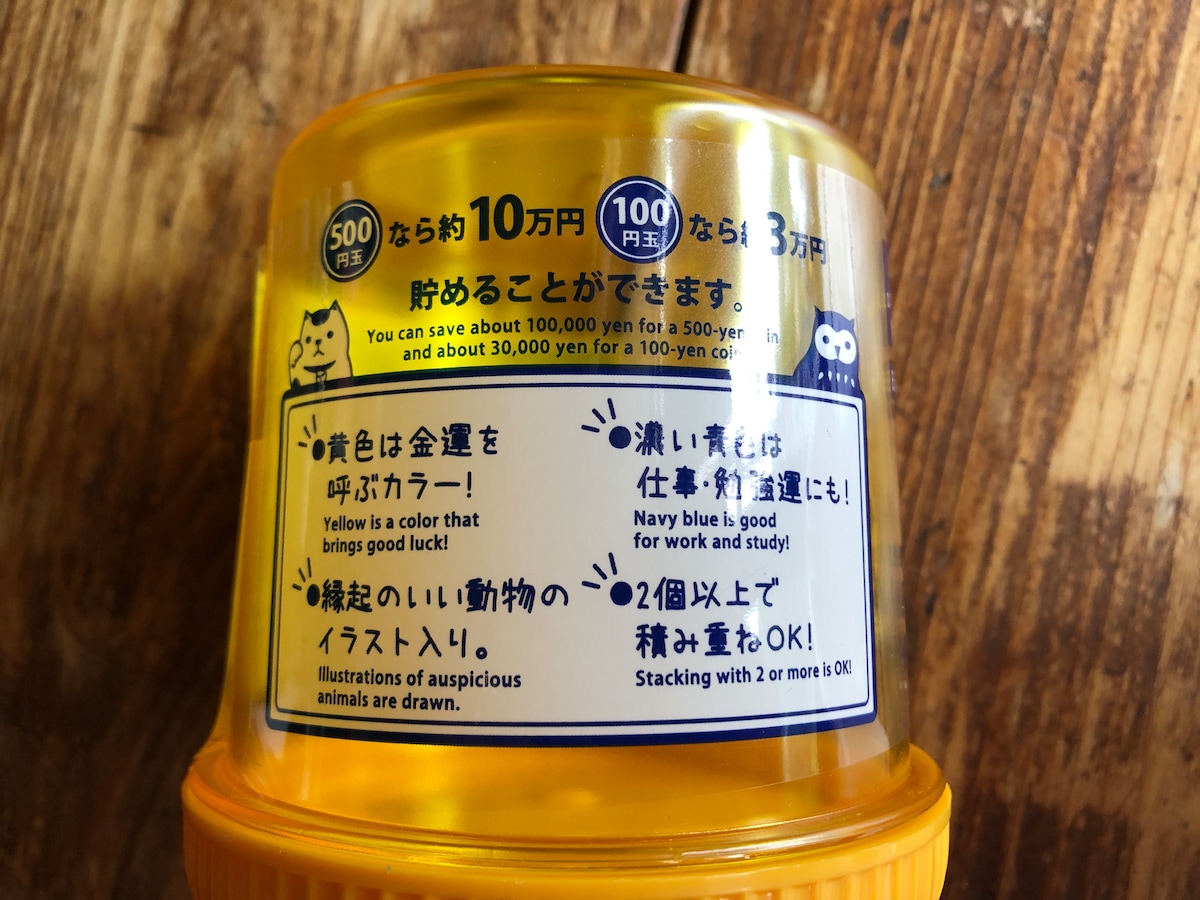 500円玉 なら約10万円 100円玉 なら 3万円
貯めることができます。
You can save about 100,000 yen for a 500-yen
and about 30,000 yen for a 100-yen
●黄色は金運を
呼ぶカラー!
Yellow is a color that
brings good luck!
●濃い青色は
仕事・勉強運にも!
Navy blue is good
for work and study!
●縁起のいい動物の
イラスト入り。
Illustrations of auspicious
animals are drawn.
●2個以上で
積み重ねOK!
Stacking with 2 or more is OK!